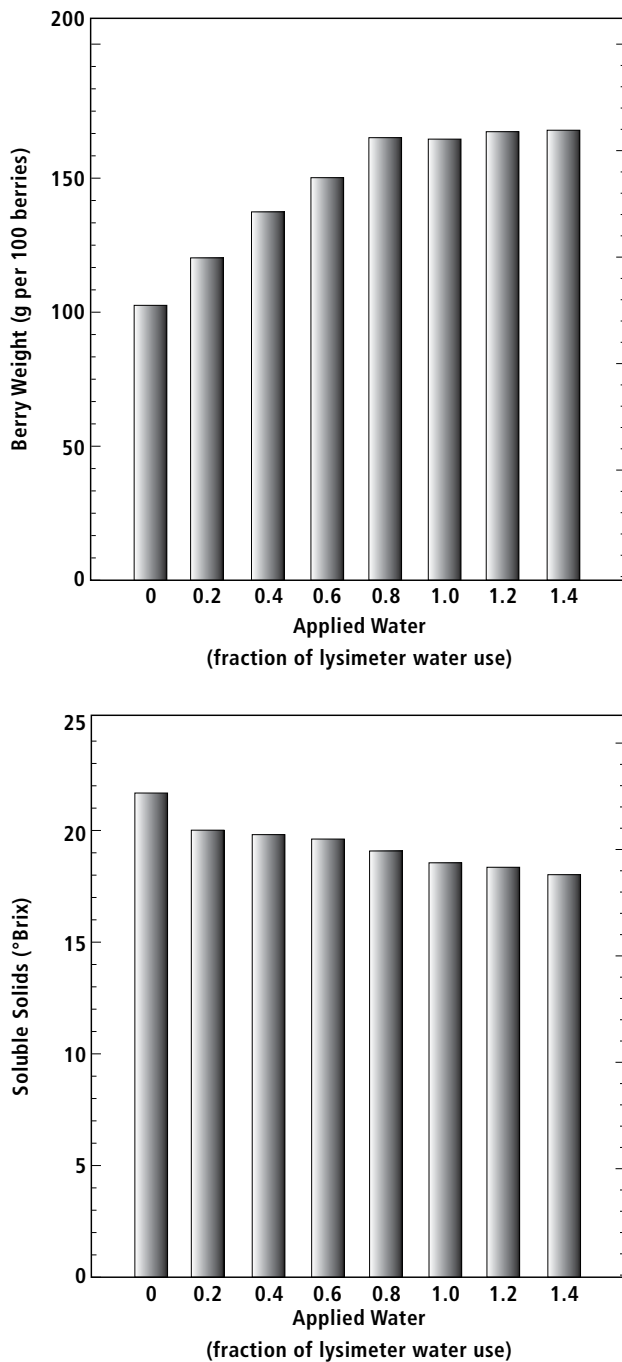 Berry Weight (g per 100 berries)
200
150
100
50
0
0 0.2 0.4 0.6 0.8 1.0 1.2 1.4
Applied Water
(fraction of lysimeter water use)
Soluble Solids (°Brix)
25
20
15
10
5
0
0 0.2 0.4 0.6 0.8 1.0 1.2 1.4
Applied Water
(fraction of lysimeter water use)